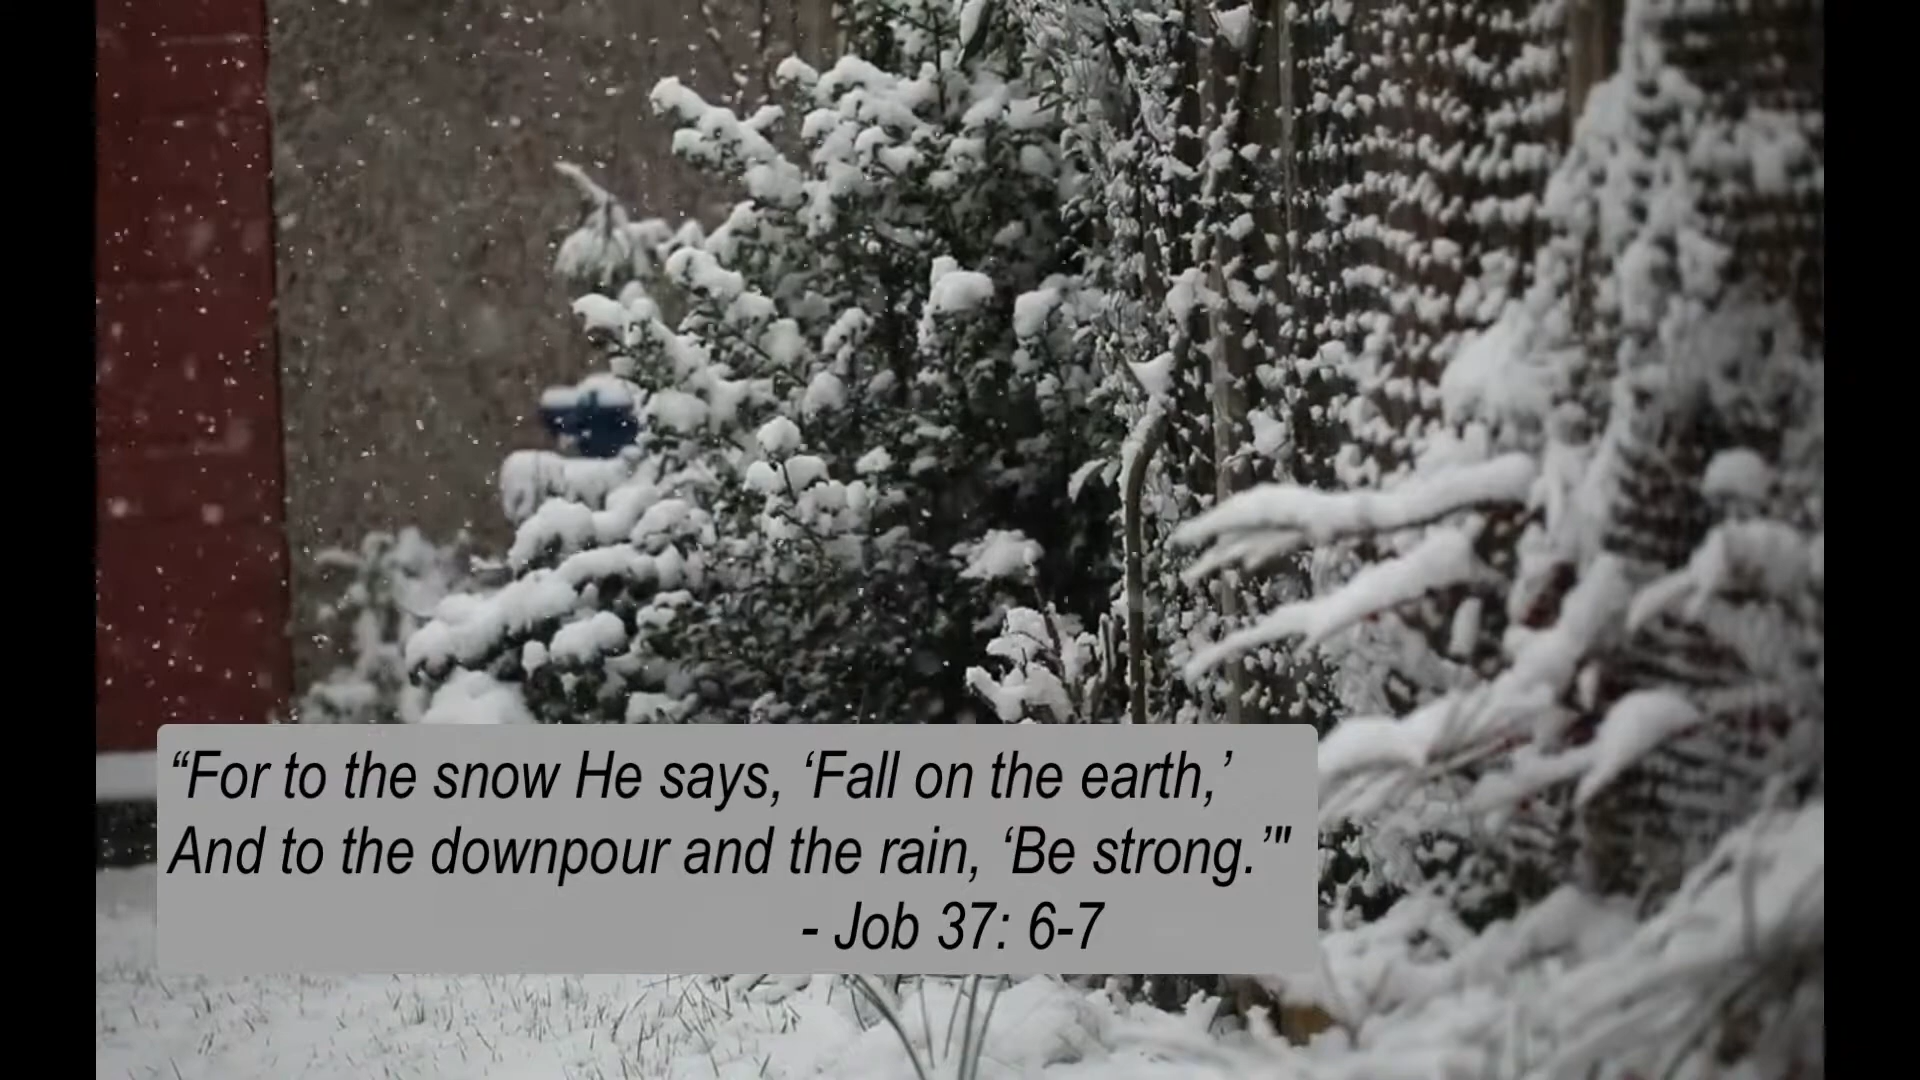 “For to the snow He says, ‘Fall on the earth,’
And to the downpour and the rain, ‘Be strong.’"
- Job 37: 6-7